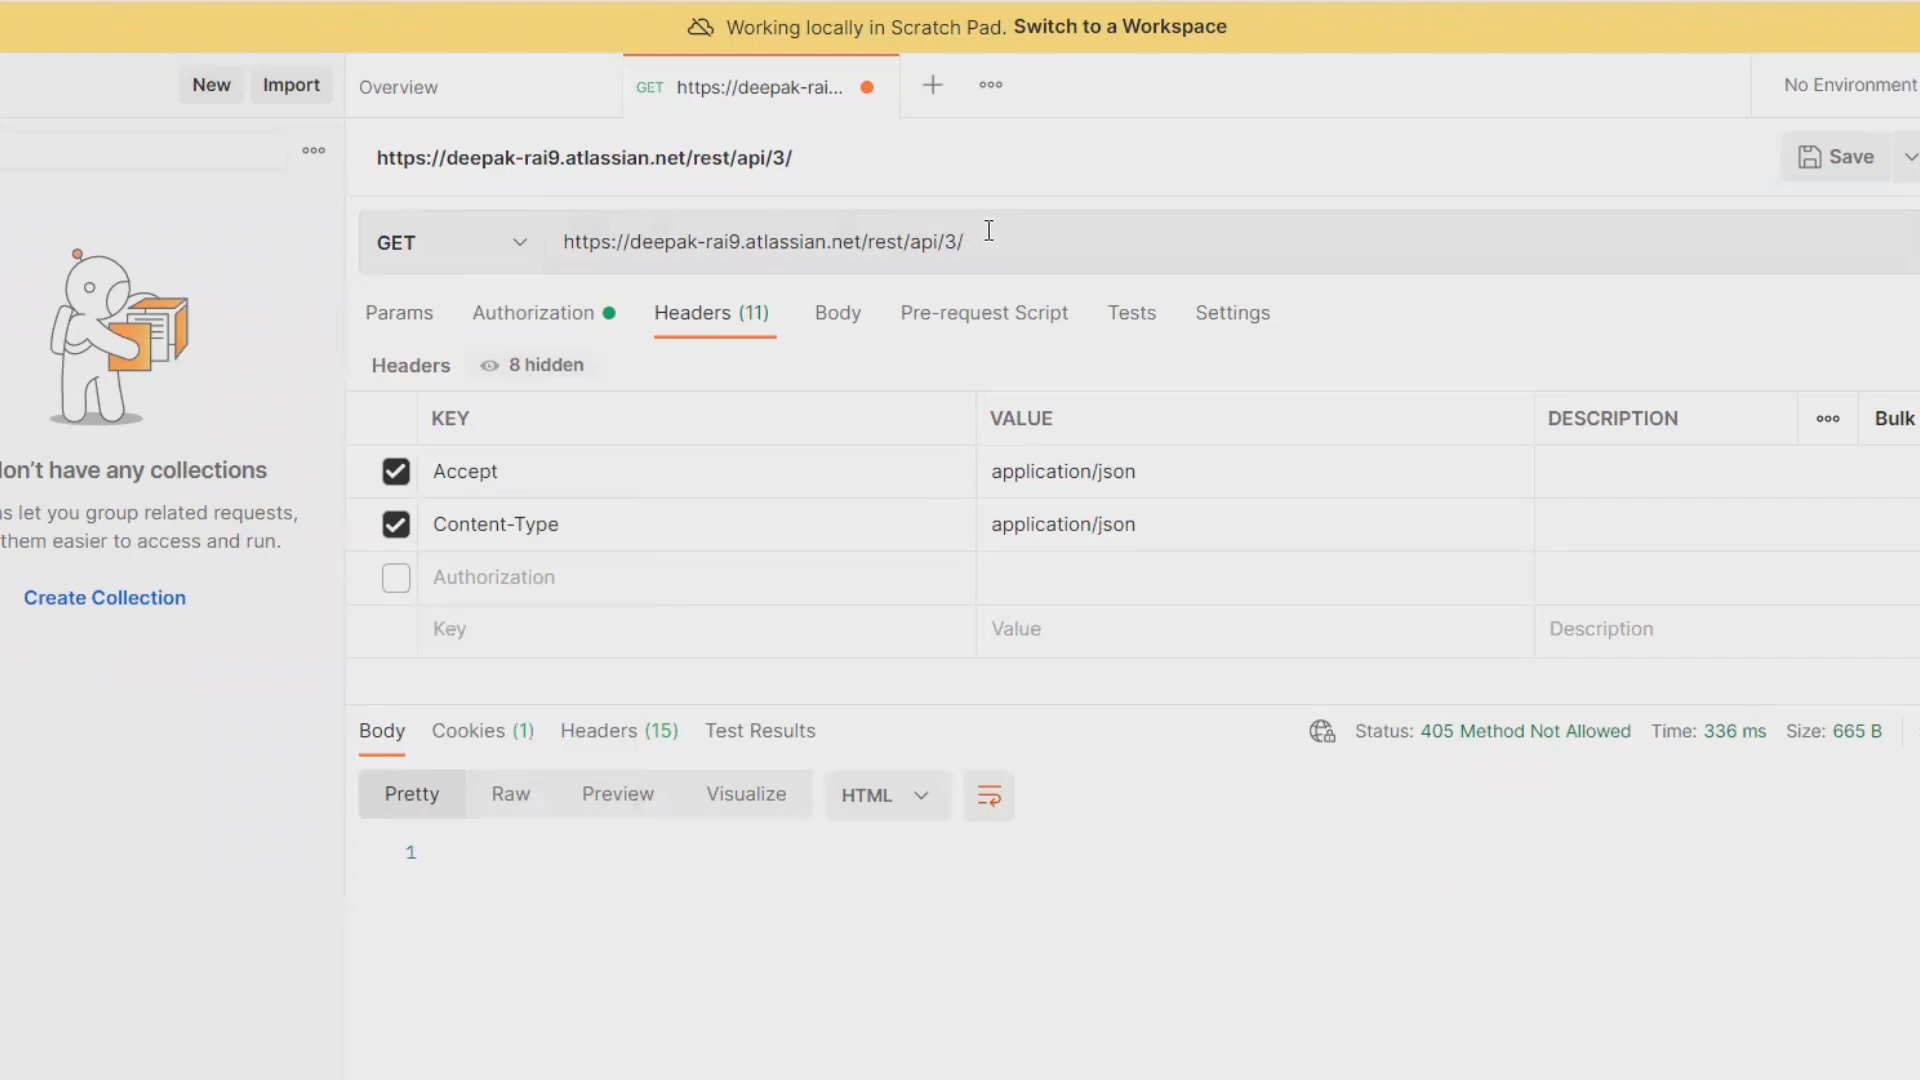 Working locally in Scratch Pad. Switch to a Workspace
New Import Overview GET https://deepak-rai... No Environment
https://deepak-rai9.atlassian.net/rest/api/3/ Save
GET https://deepak-rai9.atlassian.net/rest/api/3/
Params Authorization Headers (11) Body Pre-request Script Tests Settings
Headers 8 hidden
KEY VALUE DESCRIPTION Bulk
Accept application/json
Content-Type application/json
Authorization
Key Value Description
on't have any collections
s let you group related requests,
them easier to access and run.
Create Collection
Body Cookies (1) Headers (15) Test Results Status: 405 Method Not Allowed Time: 336 ms Size: 665 B
Pretty Raw Preview Visualize HTML
1